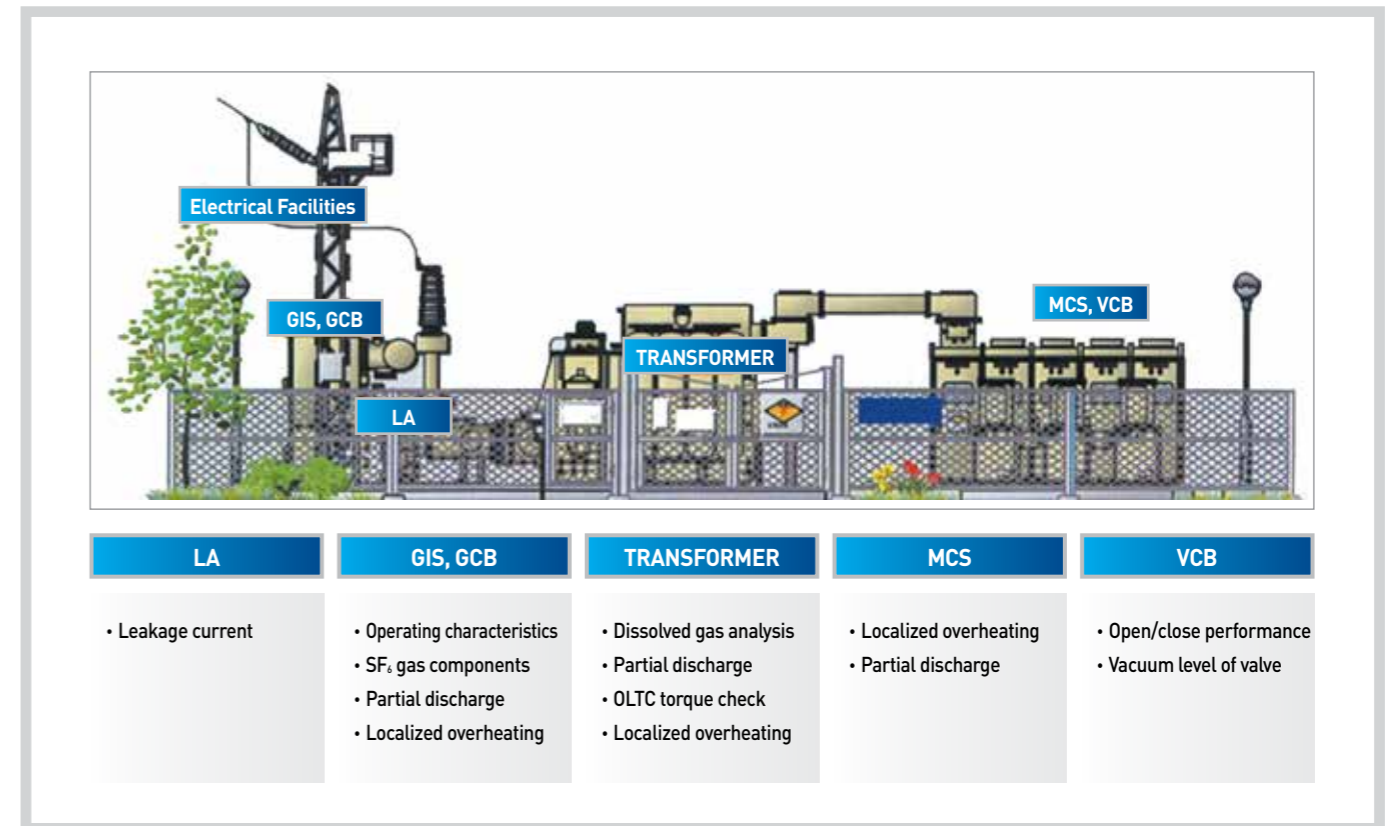 Electrical Facilities
GIS, GCB
MCS, VCB
TRANSFORMER
LA
LA
• Leakage current
GIS, GCB
• Operating characteristics
• SF₆ gas components
• Partial discharge
• Localized overheating
TRANSFORMER
• Dissolved gas analysis
• Partial discharge
• OLTC torque check
• Localized overheating
MCS
• Localized overheating
• Partial discharge
VCB
• Open/close performance
• Vacuum level of valve